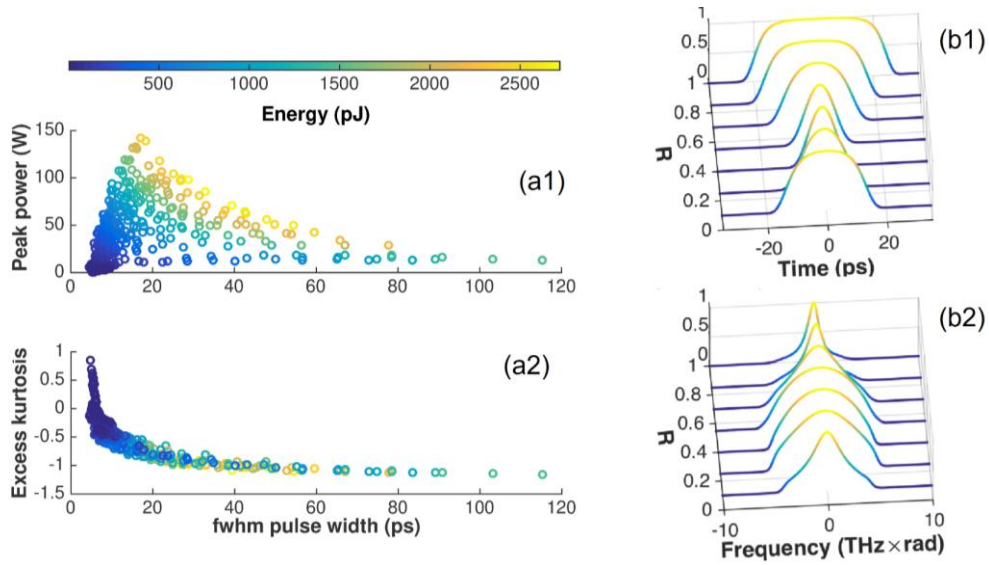 500 1000 1500 2000 2500
Energy (pJ)
(a1)
Peak power (W)
150
100
50
0
0 20 40 60 80 100 120
(a2)
Excess kurtosis
1
0.5
0
-0.5
-1
-1.5
0 20 40 60 80 100 120
fwhm pulse width (ps)
(b1)
1
0.5
0
1
0.8
0.6
0.4
0.2
0
R
-20 0 20
Time (ps)
(b2)
1
0.5
0
1
0.8
0.6
0.4
0.2
0
R
-10 0 10
Frequency (THz×rad)